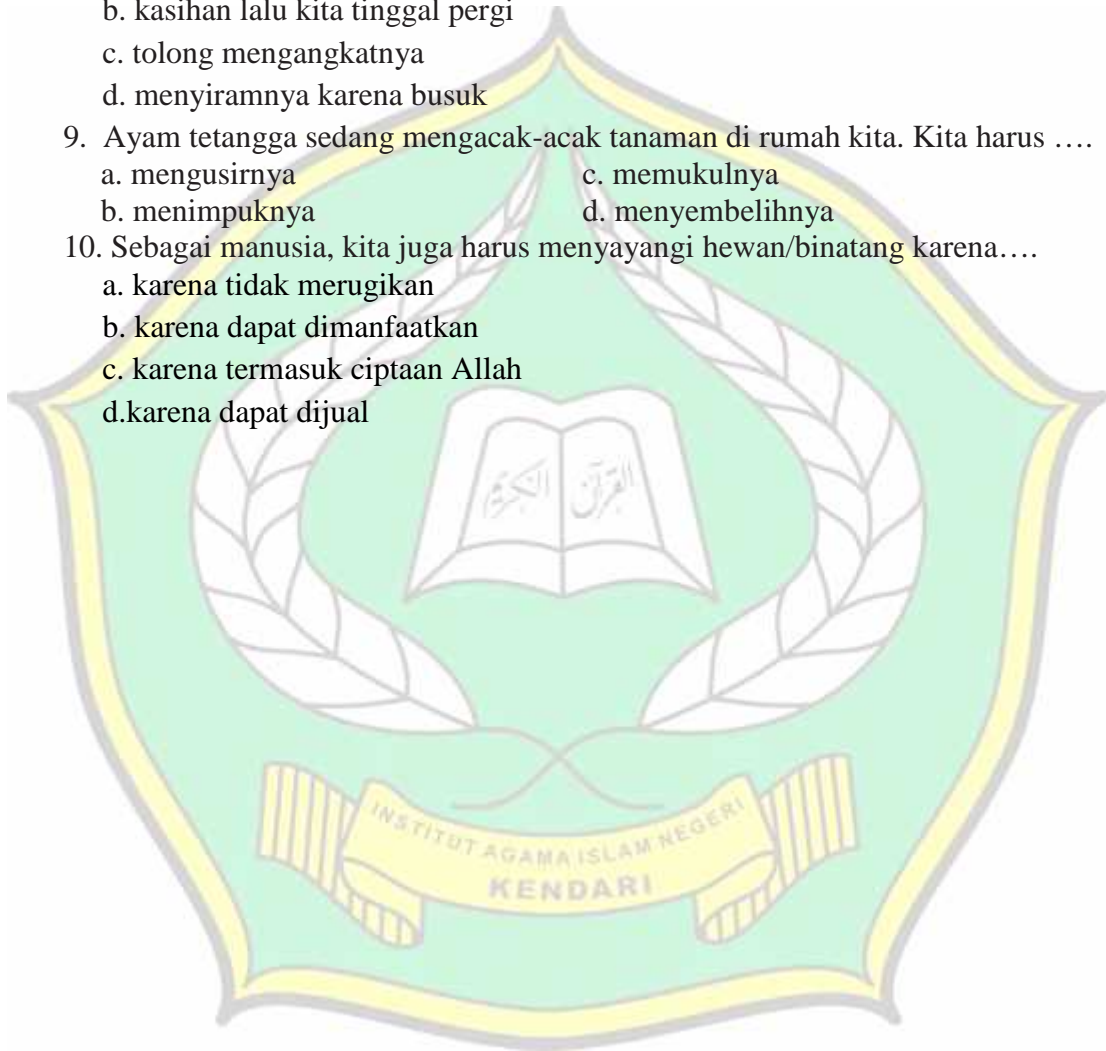 b. kasihan lalu kita tinggal pergi
c. tolong mengangkatnya
d. menyiramnya karena busuk
9. Ayam tetangga sedang mengacak-acak tanaman di rumah kita. Kita harus ….
a. mengusirnya c. memukulnya
b. menimpuknya d. menyembelihnya
10. Sebagai manusia, kita juga harus menyayangi hewan/binatang karena….
a. karena tidak merugikan
b. karena dapat dimanfaatkan
c. karena termasuk ciptaan Allah
d.karena dapat dijual
القرآن الكريم
INSTITUT AGAMA ISLAM NEGERI
KENDARI